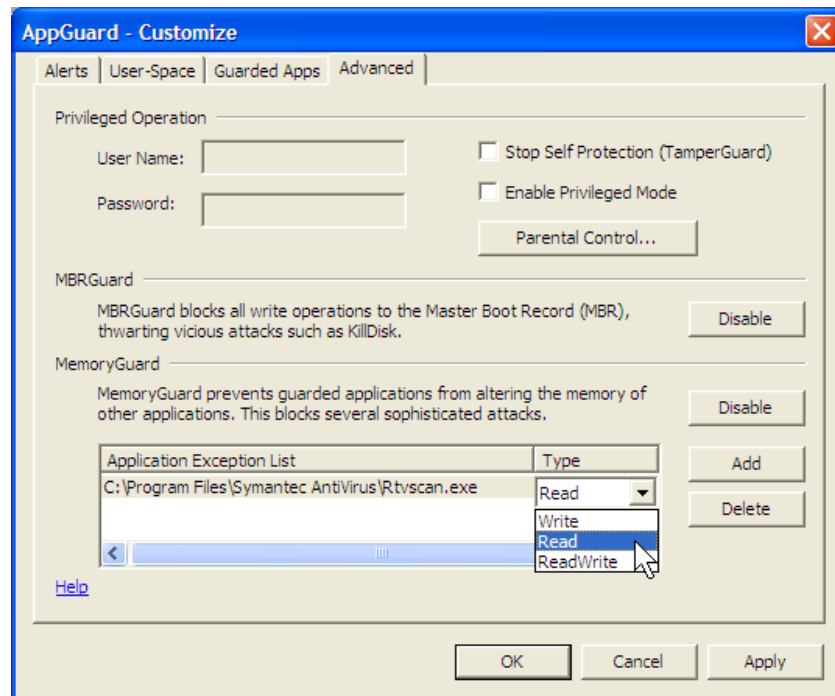 AppGuard - Customize
Alerts User-Space Guarded Apps Advanced
Privileged Operation
User Name:
Stop Self Protection (TamperGuard)
Password:
Enable Privileged Mode
Parental Control...
MBRGuard
MBRGuard blocks all write operations to the Master Boot Record (MBR),
thwarting vicious attacks such as KillDisk.
Disable
MemoryGuard
MemoryGuard prevents guarded applications from altering the memory of
other applications. This blocks several sophisticated attacks.
Disable
Application Exception List Type
C:\Program Files\Symantec AntiVirus\Rtvscan.exe Read
Write
Read
ReadWrite
Add
Delete
Help
OK Cancel Apply